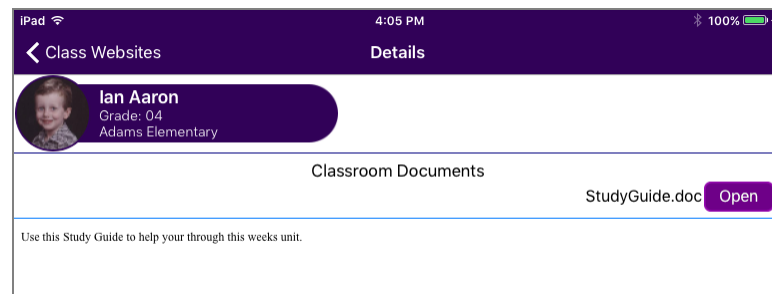 iPad 4:05 PM 100%
Class Websites Details
Ian Aaron
Grade: 04
Adams Elementary
Classroom Documents
StudyGuide.doc Open
Use this Study Guide to help your through this weeks unit.